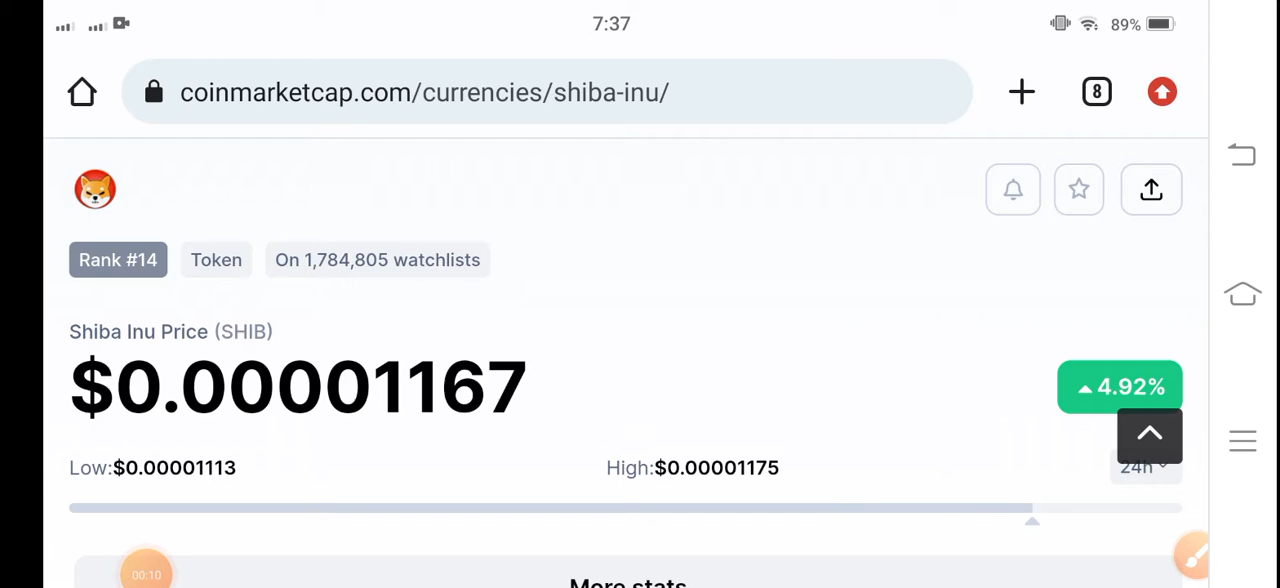 7:37
89%
coinmarketcap.com/currencies/shiba-inu/
8
Rank #14
Token
On 1,784,805 watchlists
Shiba Inu Price (SHIB)
$0.00001167
4.92%
Low:$0.00001113
High:$0.00001175
24h
More stats
00:10